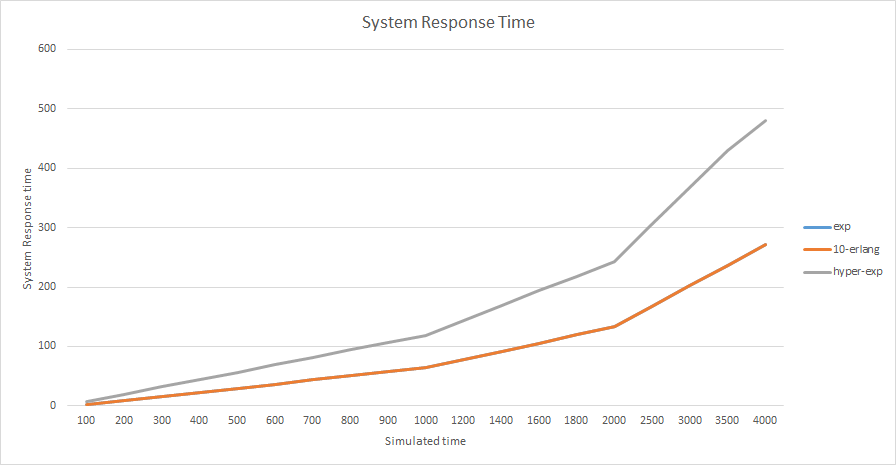 System Response Time
600
500
400
300
200
100
0
System Response time
100 200 300 400 500 600 700 800 900 1000 1200 1400 1600 1800 2000 2500 3000 3500 4000
Simulated time
exp
10-erlang
hyper-exp